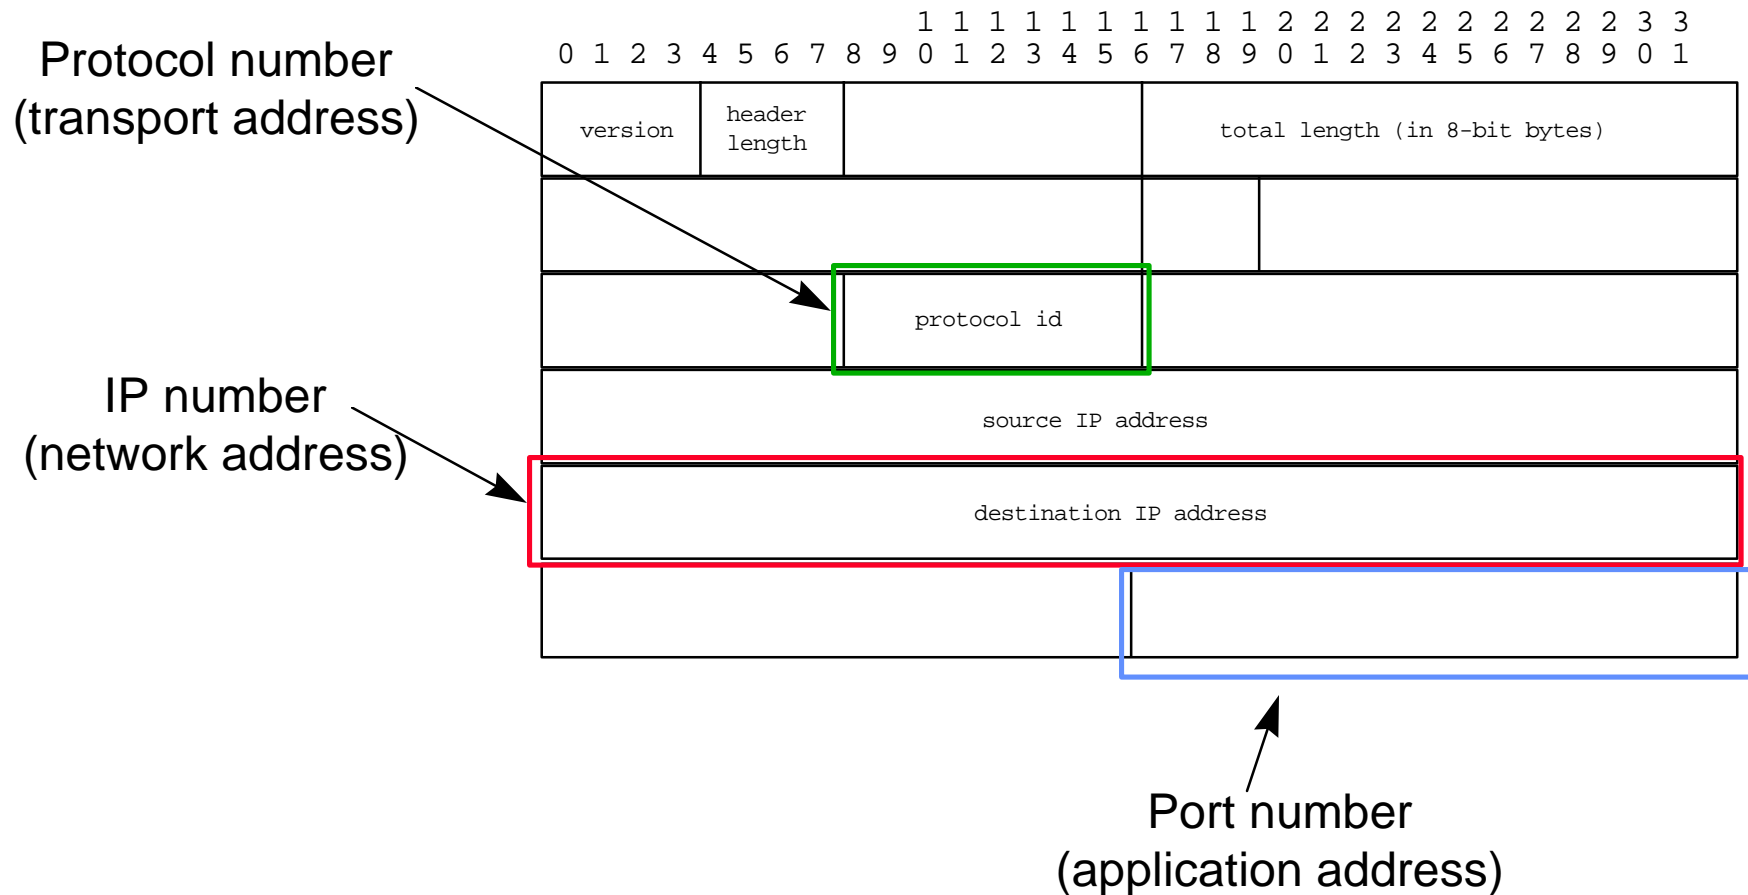 1 1 1 1 1 1 1 1 1 1 2 2 2 2 2 2 2 2 2 2 3 3
0 1 2 3 4 5 6 7 8 9 0 1 2 3 4 5 6 7 8 9 0 1 2 3 4 5 6 7 8 9 0 1
Protocol number
(transport address)
version
header
length
total length (in 8-bit bytes)
protocol id
IP number
(network address)
source IP address
destination IP address
Port number
(application address)